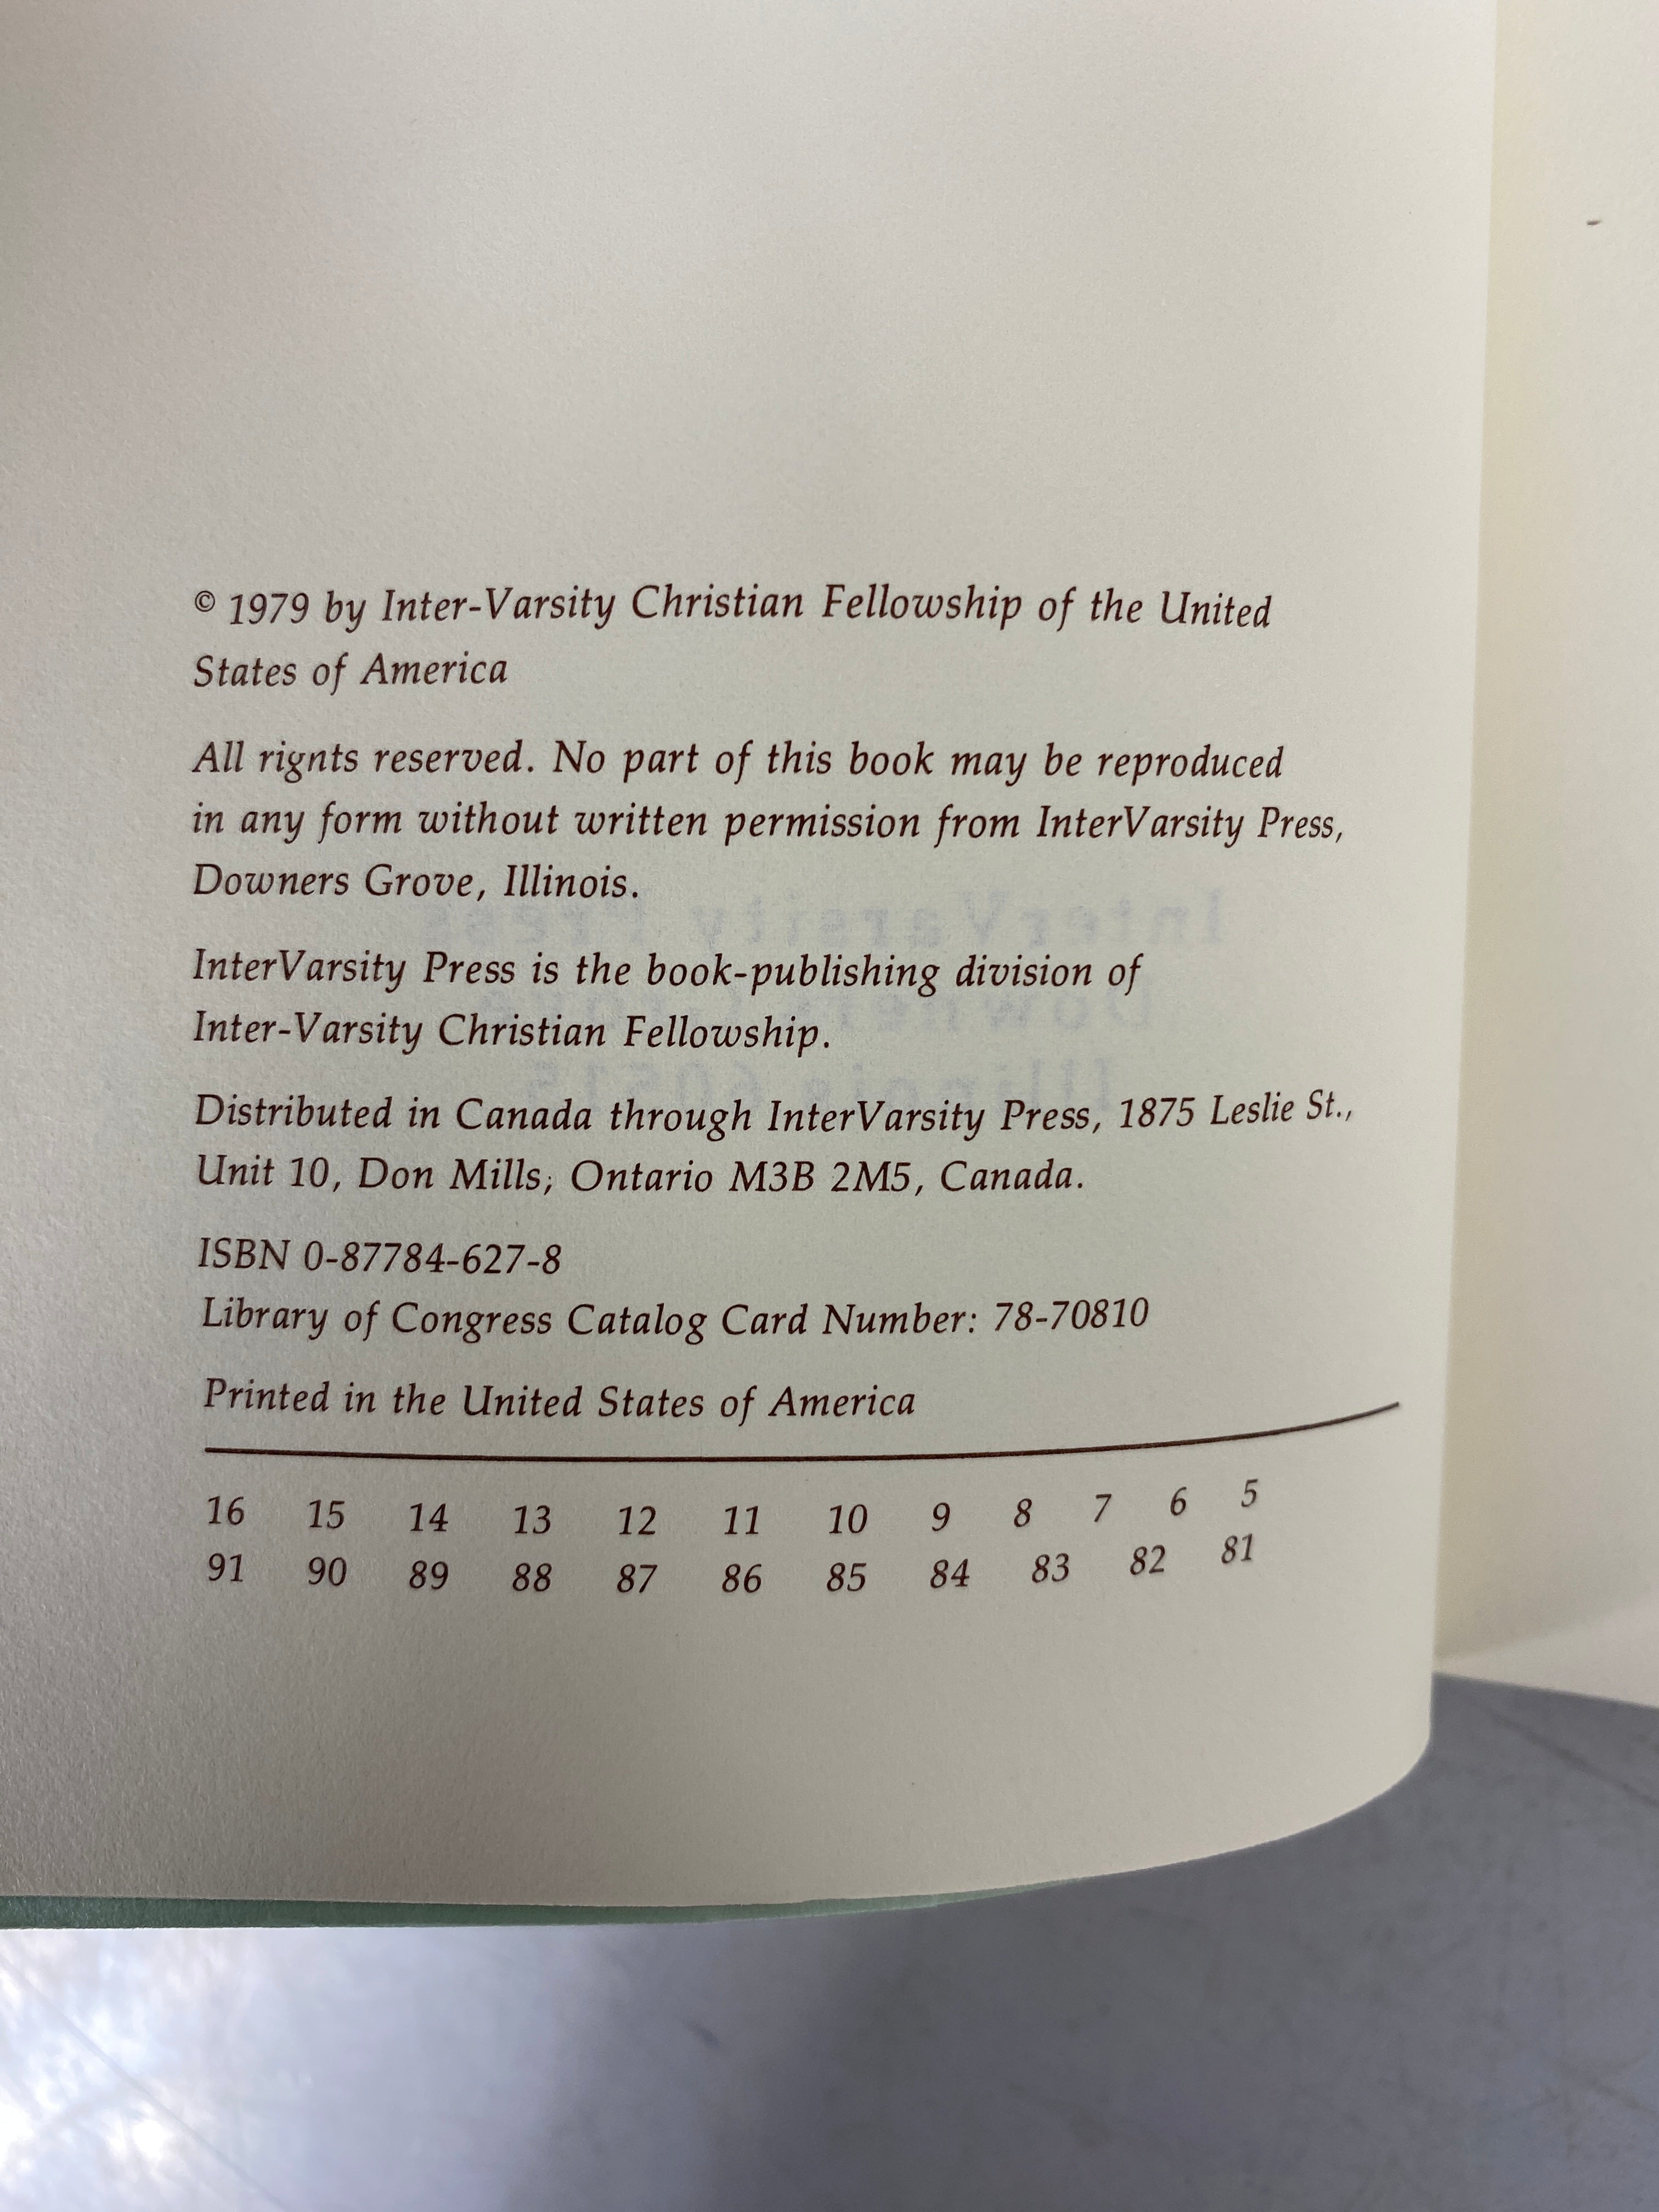 © 1979 by Inter-Varsity Christian Fellowship of the United
States of America
All rignts reserved. No part of this book may be reproduced
in any form without written permission from InterVarsity Press,
Downers Grove, Illinois.
InterVarsity Press is the book-publishing division of
Inter-Varsity Christian Fellowship.
Distributed in Canada through InterVarsity Press, 1875 Leslie St.,
Unit 10, Don Mills, Ontario M3B 2M5, Canada.
ISBN 0-87784-627-8
Library of Congress Catalog Card Number: 78-70810
Printed in the United States of America
16 15 14 13 12 11 10 9 8 7 6 5
91 90 89 88 87 86 85 84 83 82 81